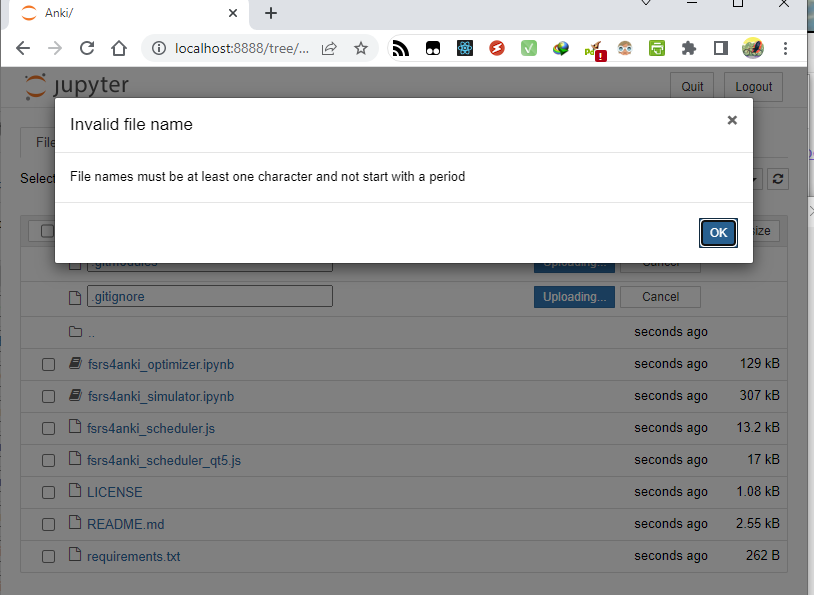 Anki/
localhost:8888/tree/...
jupyter
Quit
Logout
Invalid file name
File
File names must be at least one character and not start with a period
Select
OK
size
.gitmodules
Uploading...
Cancel
.gitignore
Uploading...
Cancel
..
seconds ago
fsrs4anki_optimizer.ipynb
seconds ago
129 kB
fsrs4anki_simulator.ipynb
seconds ago
307 kB
fsrs4anki_scheduler.js
seconds ago
13.2 kB
fsrs4anki_scheduler_qt5.js
seconds ago
17 kB
LICENSE
seconds ago
1.08 kB
README.md
seconds ago
2.55 kB
requirements.txt
seconds ago
262 B